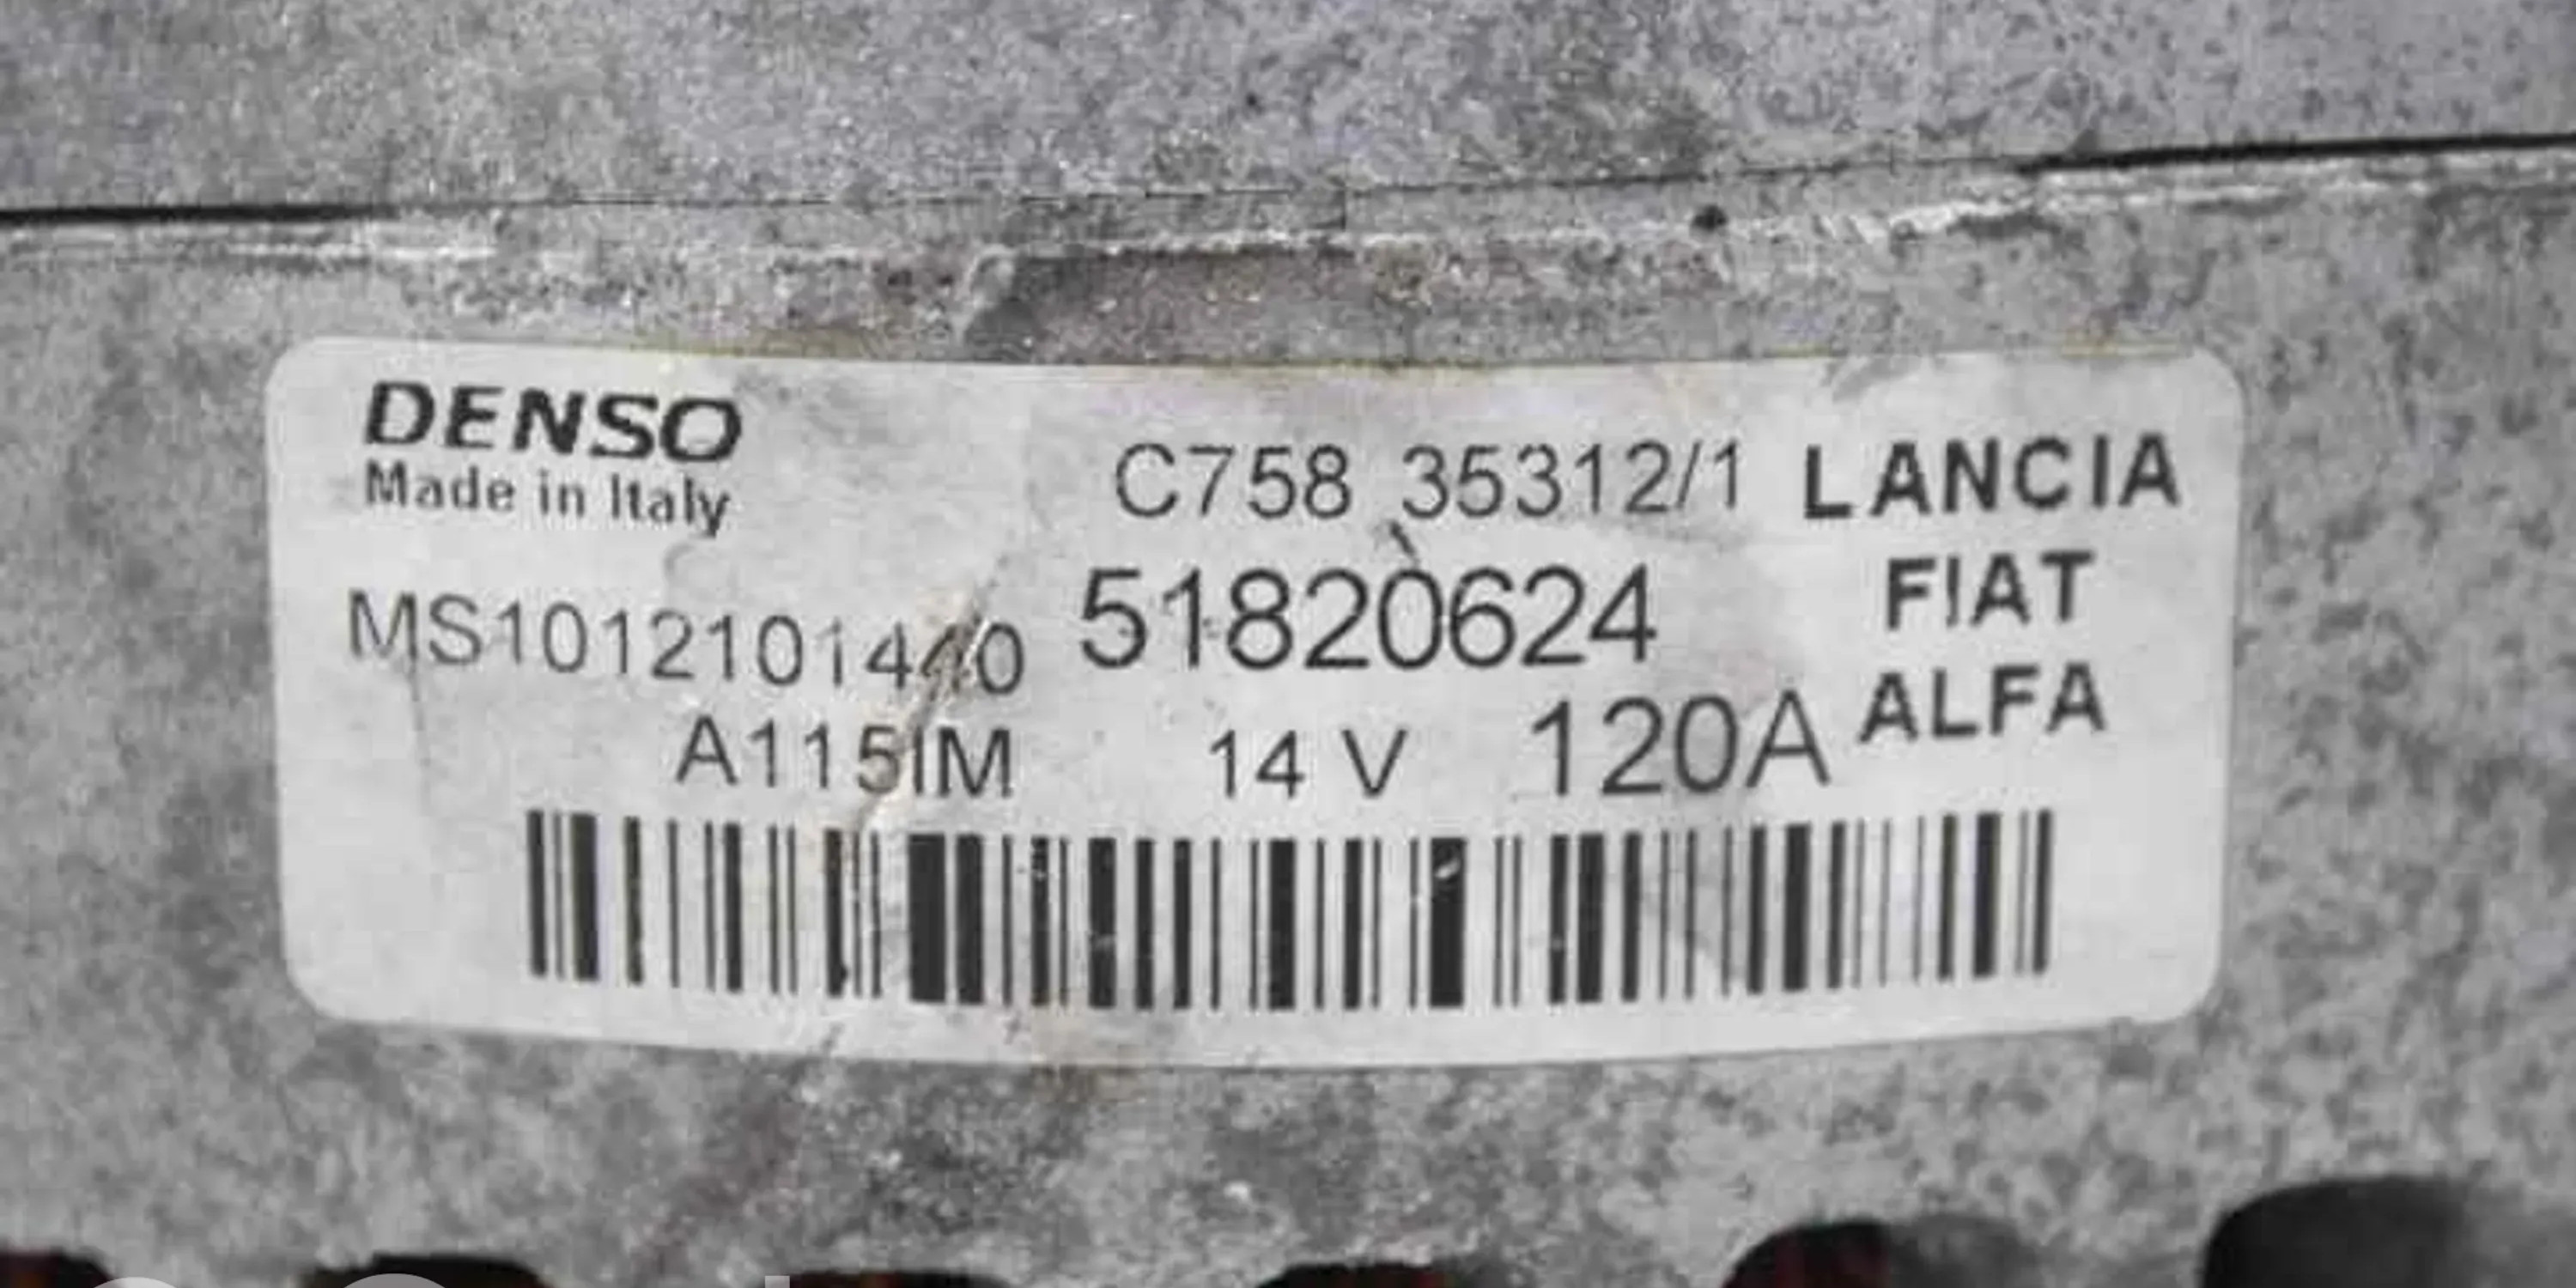 DENSO
Made in Italy
C758 35312/1 LANCIA
MS1012101440 51820624 FIAT
A115IM 14 V 120A ALFA